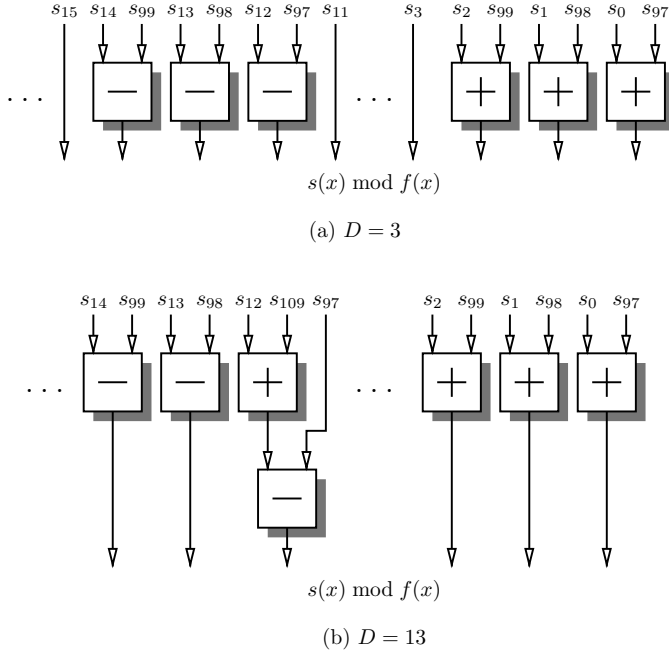 s₁₅ s₁₄ s₉₉ s₁₃ s₉₈ s₁₂ s₉₇ s₁₁ s₃ s₂ s₉₉ s₁ s₉₈ s₀ s₉₇
. . . — — — . . . + + +
s(x) mod f(x)
(a) D = 3
s₁₄ s₉₉ s₁₃ s₉₈ s₁₂ s₁₀₉ s₉₇ s₂ s₉₉ s₁ s₉₈ s₀ s₉₇
. . . — — + . . . + + +
—
s(x) mod f(x)
(b) D = 13